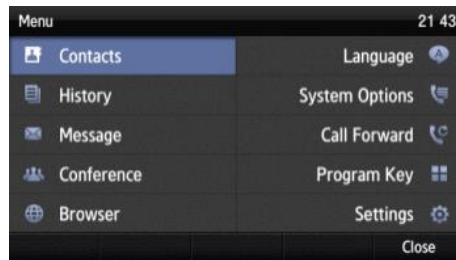 Menu 21 43
Contacts Language
History System Options
Message Call Forward
Conference Program Key
Browser Settings
Close